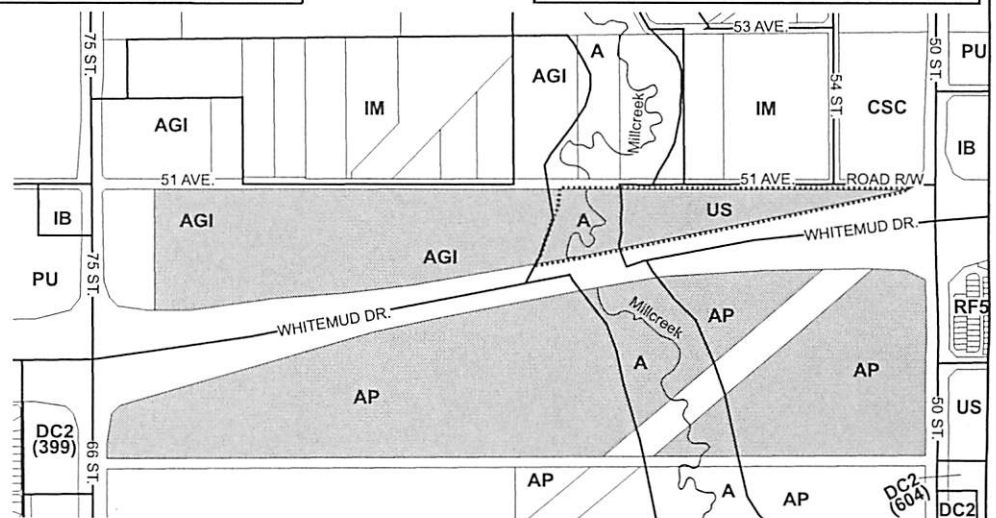 53 AVE.
75 ST.
50 ST.
PU
A
AGI
IM
Millcreek
IM
54 ST.
CSC
AGI
IB
51 AVE.
51 AVE.
ROAD R/W
IB
AGI
A
US
AGI
WHITEMUD DR.
PU
75 ST.
WHITEMUD DR.
Millcreek
AP
RF5
A
AP
AP
DC2
(399)
66 ST.
50 ST.
US
AP
A
AP
DC2
(604)
DC2